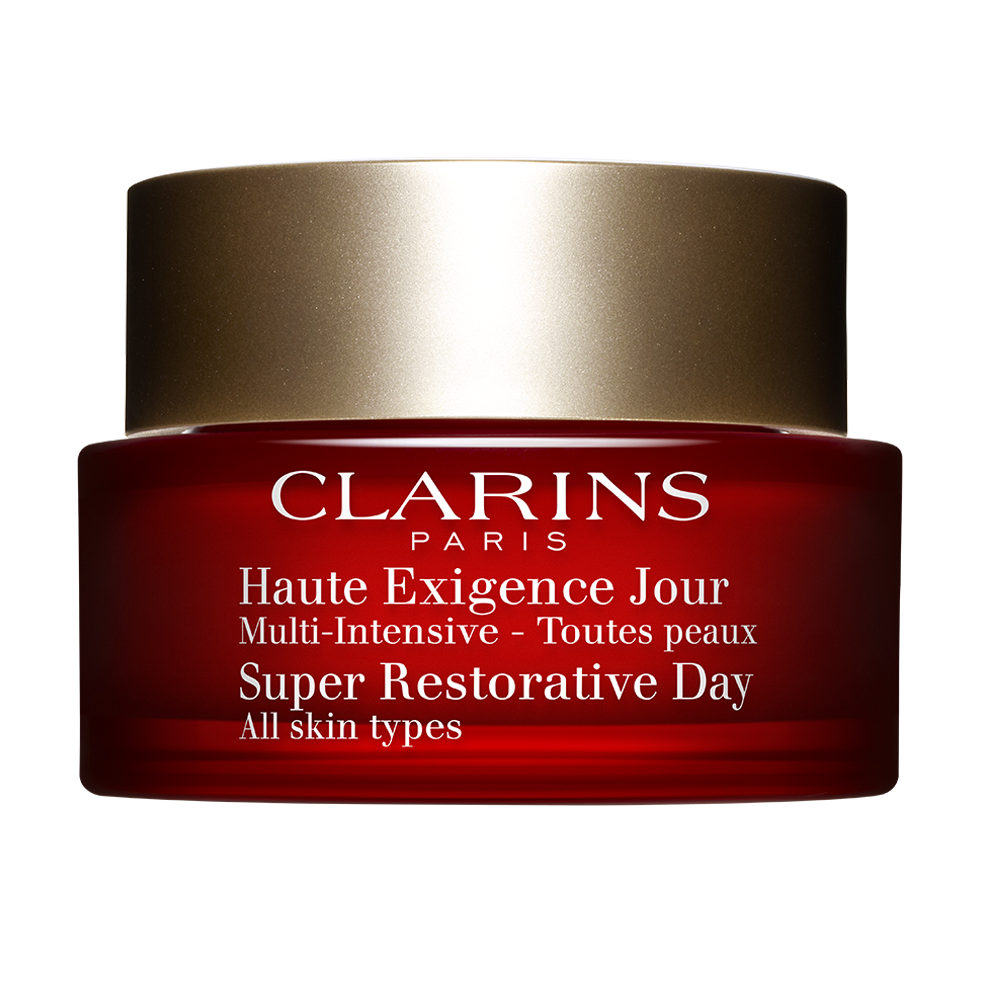 CLARINS
PARIS
Haute Exigence Jour
Multi-Intensive - Toutes peaux
Super Restorative Day
All skin types